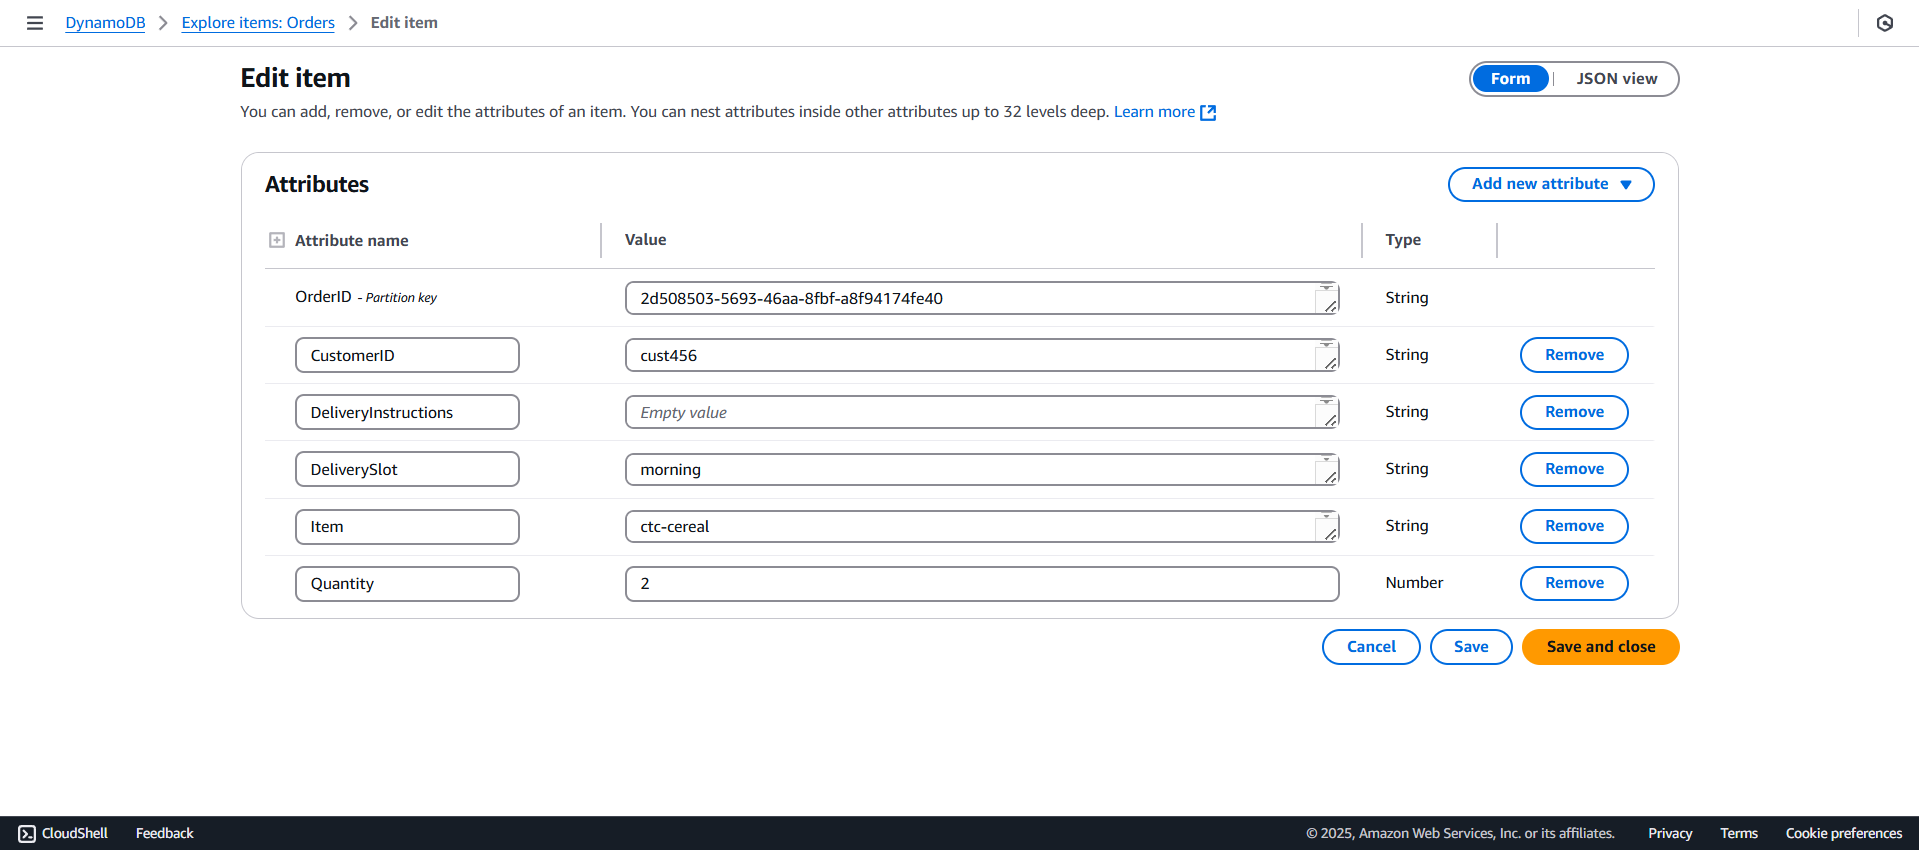 DynamoDB > Explore items: Orders > Edit item
Edit item
Form | JSON view
You can add, remove, or edit the attributes of an item. You can nest attributes inside other attributes up to 32 levels deep. Learn more
Attributes
Add new attribute
Attribute name Value Type
OrderID - Partition key 2d508503-5693-46aa-8fbf-a8f94174fe40 String
CustomerID cust456 String Remove
DeliveryInstructions Empty value String Remove
DeliverySlot morning String Remove
Item ctc-cereal String Remove
Quantity 2 Number Remove
Cancel Save Save and close
CloudShell Feedback © 2025, Amazon Web Services, Inc. or its affiliates. Privacy Terms Cookie preferences